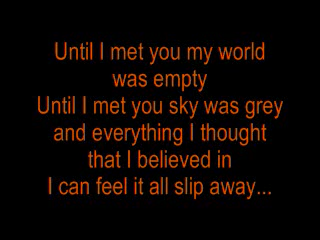 Until I met you my world
was empty
Until I met you sky was grey
and everything I thought
that I believed in
I can feel it all slip away...